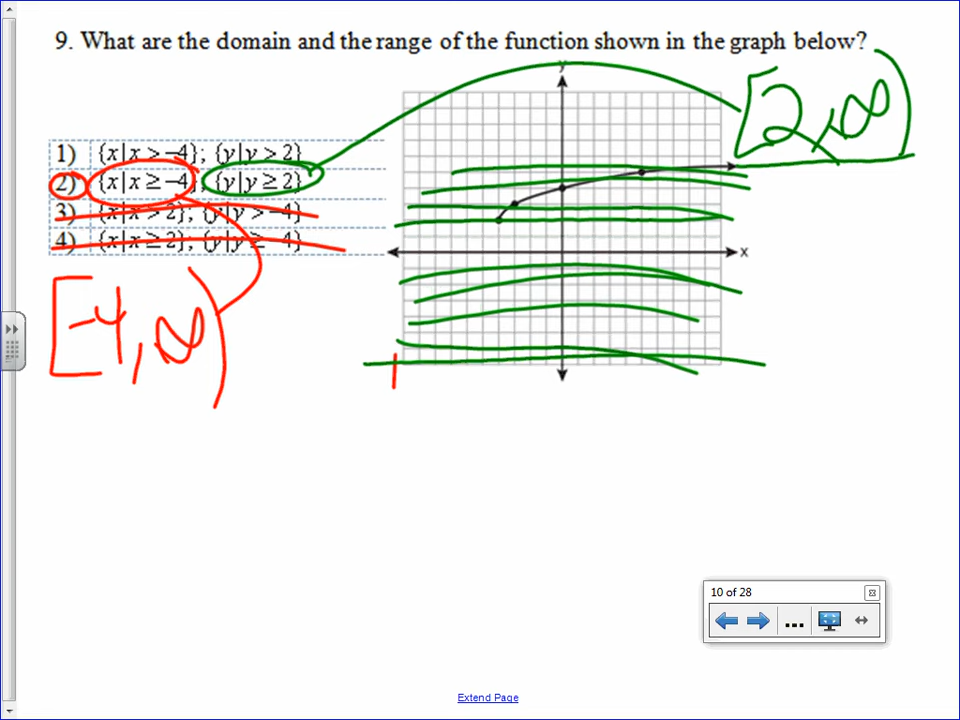 9. What are the domain and the range of the function shown in the graph below?
y
[2,∞)
1) {x|x > −4}; {y|y > 2}
2) {x|x ≥ −4}; {y|y ≥ 2}
3) {x|x > 2}; {y|y > −4}
4) {x|x ≥ 2}; {y|y ≥ −4}
x
[-4,∞)
10 of 28
...
Extend Page